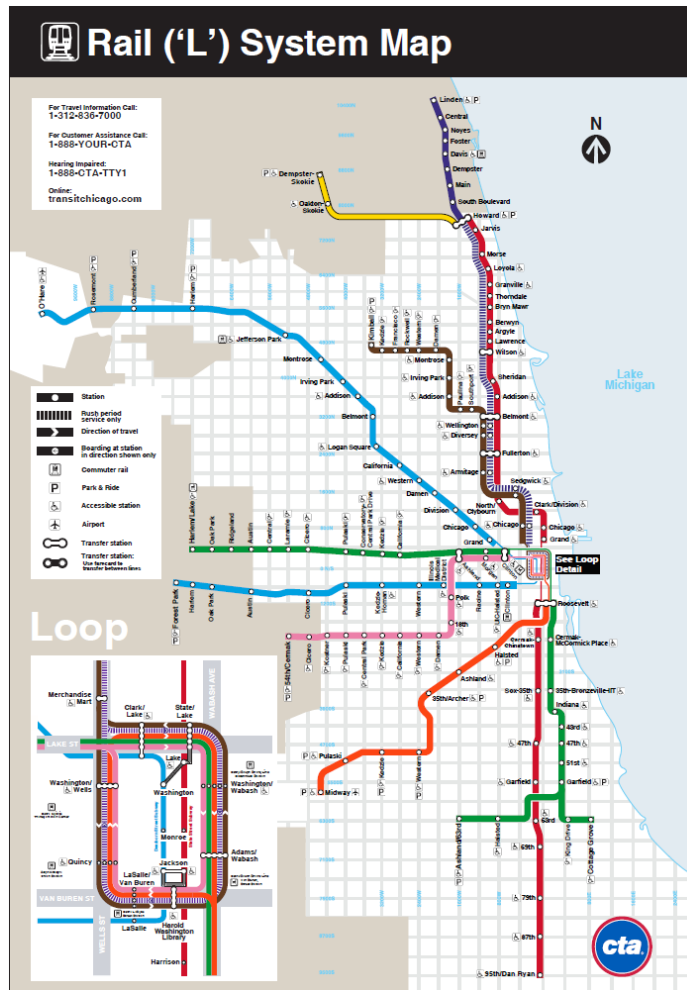 Rail (‘L’) System Map
For Travel Information Call:
1-312-836-7000
For Customer Assistance Call:
1-888-YOUR-CTA
Hearing Impaired:
1-888-CTA-TTY1
Online:
transitchicago.com
N
Linden P
Central
Noyes
Foster
Davis
Dempster
Main
South Boulevard
P Dempster-
Skokie
Oakton-
Skokie
Howard P
Jarvis
Morse
Loyola
Granville
Thorndale
Bryn Mawr
Berwyn
Argyle
Lawrence
Wilson
Sheridan
Addison
Belmont
Wellington
Diversey
Fullerton
Armitage
Sedgwick
North/
Clybourn
Clark/Division
Chicago
Chicago
Grand
Lake
Michigan
O'Hare
Rosemont P
Cumberland P
Harlem P
Jefferson Park
Montrose
Irving Park
Addison
Belmont
Logan Square
California
Western
Damen
Division
Chicago
Grand
Kimball P
Kedzie
Francisco
Rockwell
Western
Damen
Montrose
Irving Park
Addison
Paulina
Southport
Station
Rush period
service only
Direction of travel
Boarding at station
in direction shown only
M
Commuter rail
P
Park & Ride
Accessible station
Airport
Transfer station
Transfer station:
Use farecard to
transfer between lines
Harlem/Lake
Oak Park
Ridgeland
Austin
Central
Laramie
Cicero
Pulaski
Conservatory-
Central Park Drive
Kedzie
California
Ashland
Morgan
Clinton
See Loop
Detail
Forest Park P
Harlem
Oak Park
Austin
Cicero
Pulaski
Kedzie-
Homan
Western
Illinois
Medical
District
Racine
UIC-Halsted
Clinton
Polk
18th
54th/Cermak P
Cicero
Kostner
Pulaski
Central Park
Kedzie
California
Western
Damen
Roosevelt
Cermak-
Chinatown
Halsted
P
Cermak-
McCormick Place
Ashland
35th/Archer P
Sox-35th
35th-Bronzeville-IIT
Indiana
43rd
47th
47th
51st
Garfield
Garfield P
P Pulaski
P Midway
Kedzie
P
Western
P
63rd
Ashland/63rd
P
Halsted
King Drive
Cottage Grove
69th
79th
87th
95th/Dan Ryan
Loop
Merchandise
Mart
Clark/
Lake
State/
Lake
WABASH AVE
LAKE ST
Lake
Washington/
Wells
Washington
Washington/
Wabash
Monroe
Quincy
Jackson
Adams/
Wabash
LaSalle/
Van Buren
VAN BUREN ST
LaSalle
Harold
Washington
Library
WELLS ST
Harrison
cta